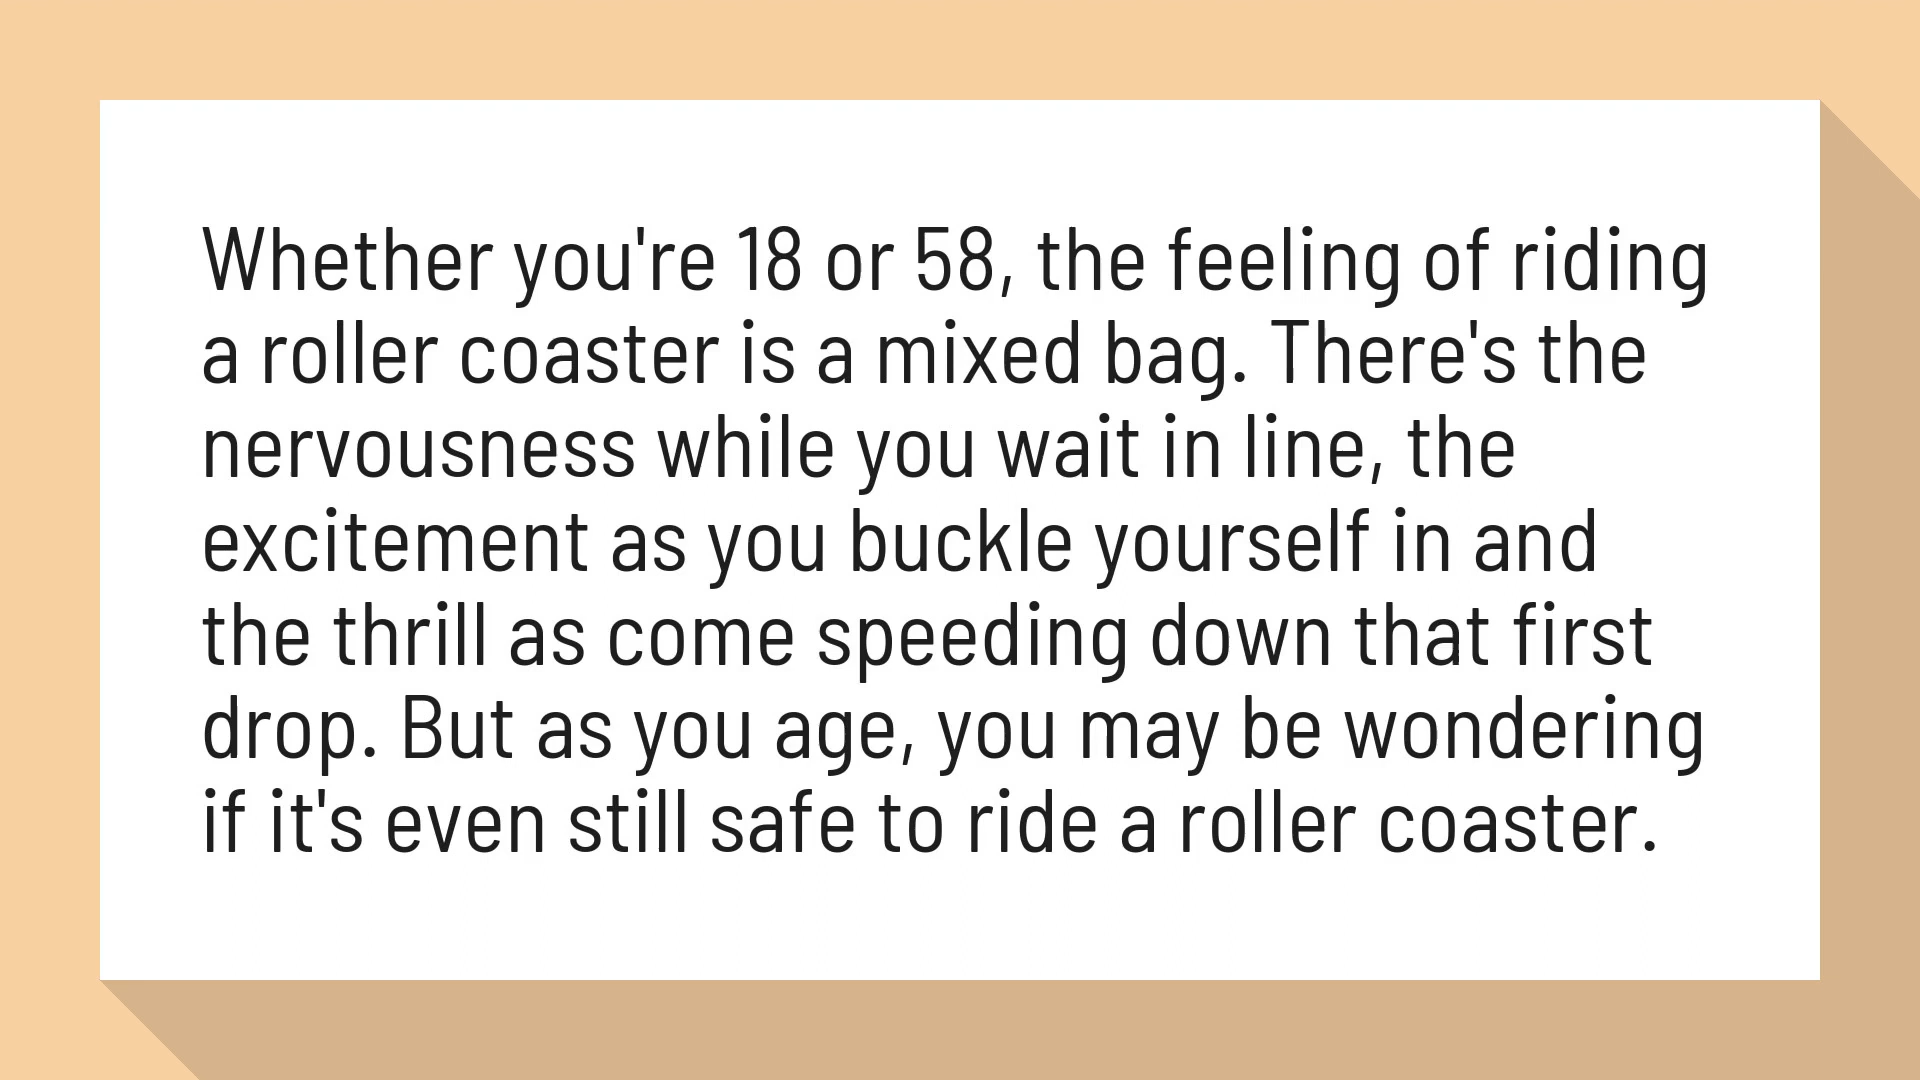 Whether you're 18 or 58, the feeling of riding
a roller coaster is a mixed bag. There's the
nervousness while you wait in line, the
excitement as you buckle yourself in and
the thrill as come speeding down that first
drop. But as you age, you may be wondering
if it's even still safe to ride a roller coaster.